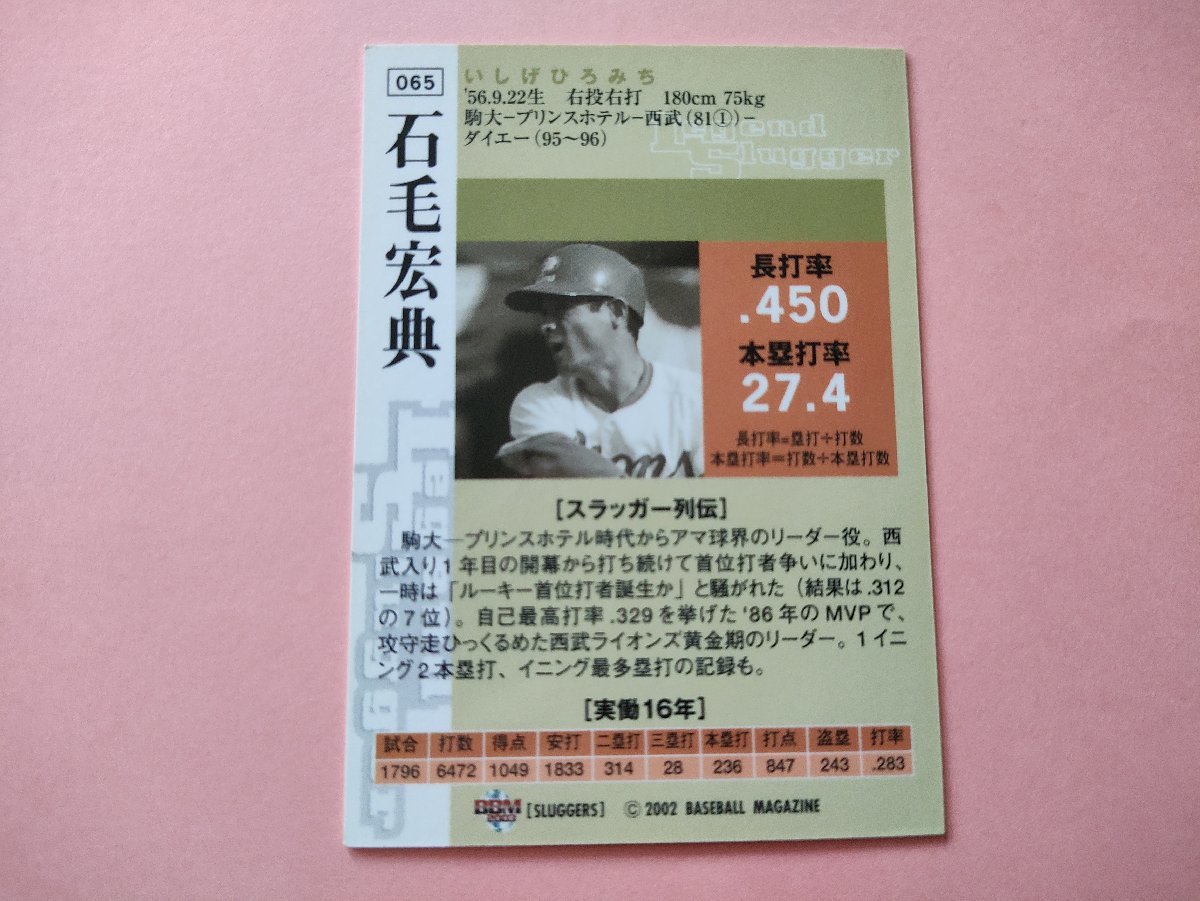 065
石毛宏典
いしげひろみち
'56.9.22生 右投右打 180cm 75kg
駒大−プリンスホテル−西武(81①)−
ダイエー(95〜96)
Legend
Slugger
長打率
.450
本塁打率
27.4
長打率=塁打÷打数
本塁打率=打数÷本塁打数
[スラッガー列伝]
駒大―プリンスホテル時代からアマ球界のリーダー役。西
武入り1年目の開幕から打ち続けて首位打者争いに加わり、
一時は「ルーキー首位打者誕生か」と騒がれた(結果は.312
の7位)。自己最高打率.329を挙げた'86年のMVPで、
攻守走ひっくるめた西武ライオンズ黄金期のリーダー。1イニ
ング2本塁打、イニング最多塁打の記録も。
Legend
Slugger
[実働16年]
試合 打数 得点 安打 二塁打 三塁打 本塁打 打点 盗塁 打率
1796 6472 1049 1833 314 28 236 847 243 .283
BBM
2002
[SLUGGERS] © 2002 BASEBALL MAGAZINE